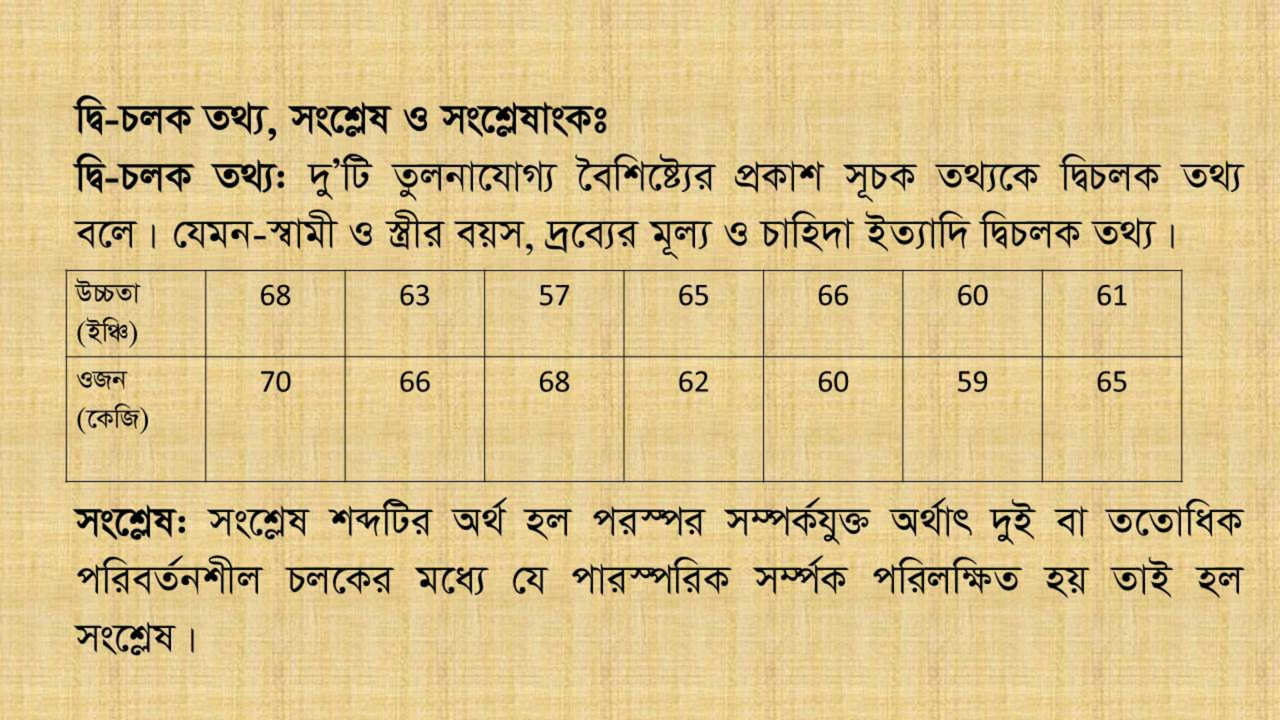 দ্বি-চলক তথ্য, সংশ্লেষ ও সংশ্লেষাংকঃ
দ্বি-চলক তথ্য: দু’টি তুলনাযোগ্য বৈশিষ্ট্যের প্রকাশ সূচক তথ্যকে দ্বিচলক তথ্য
বলে। যেমন-স্বামী ও স্ত্রীর বয়স, দ্রব্যের মূল্য ও চাহিদা ইত্যাদি দ্বিচলক তথ্য।
উচ্চতা 68 63 57 65 66 60 61
(ইঞ্চি)
ওজন 70 66 68 62 60 59 65
(কেজি)
সংশ্লেষ: সংশ্লেষ শব্দটির অর্থ হল পরস্পর সম্পর্কযুক্ত অর্থাৎ দুই বা ততোধিক
পরিবর্তনশীল চলকের মধ্যে যে পারস্পরিক সর্ম্পক পরিলক্ষিত হয় তাই হল
সংশ্লেষ।